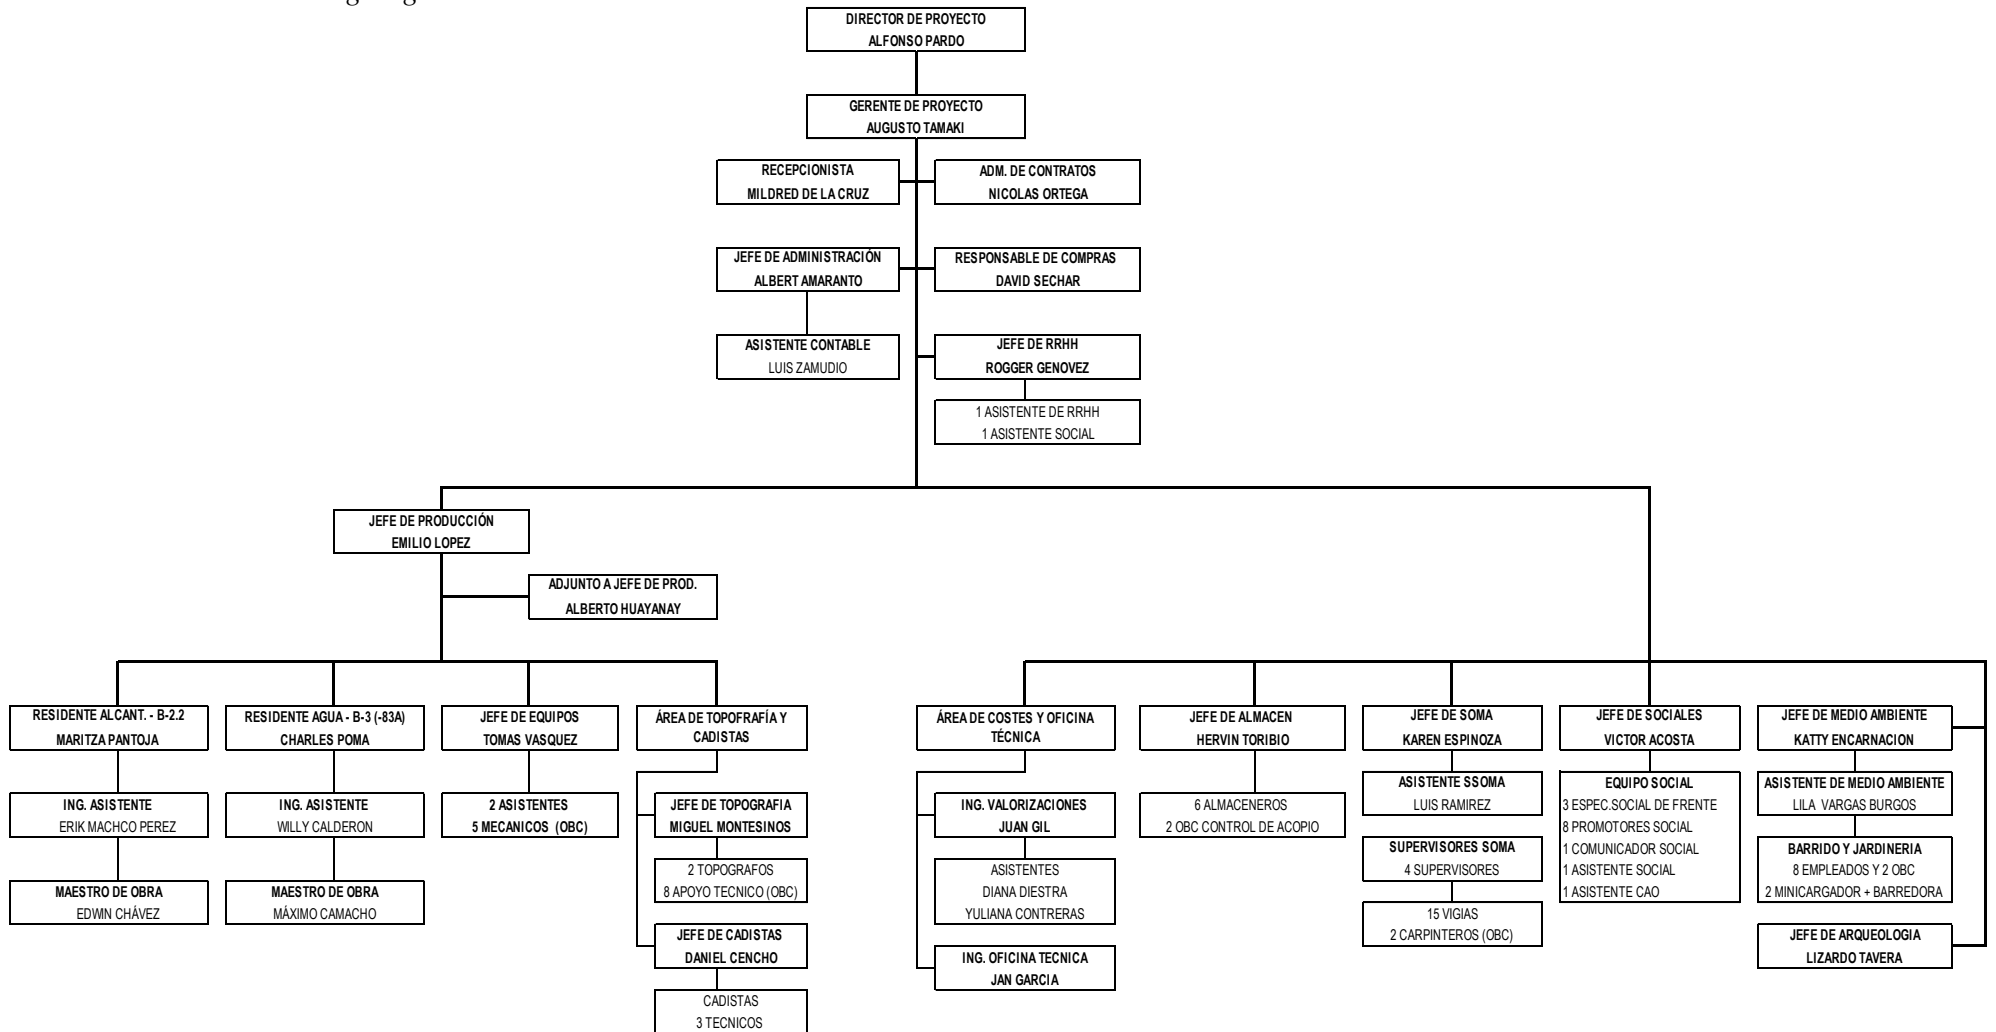 DIRECTOR DE PROYECTO
ALFONSO PARDO
GERENTE DE PROYECTO
AUGUSTO TAMAKI
RECEPCIONISTA
MILDRED DE LA CRUZ
ADM. DE CONTRATOS
NICOLAS ORTEGA
JEFE DE ADMINISTRACIÓN
ALBERT AMARANTO
RESPONSABLE DE COMPRAS
DAVID SECHAR
ASISTENTE CONTABLE
LUIS ZAMUDIO
JEFE DE RRHH
ROGGER GENOVEZ
1 ASISTENTE DE RRHH
1 ASISTENTE SOCIAL
JEFE DE PRODUCCIÓN
EMILIO LOPEZ
ADJUNTO A JEFE DE PROD.
ALBERTO HUAYANAY
RESIDENTE ALCANT. - B-2.2
MARITZA PANTOJA
ING. ASISTENTE
ERIK MACHCO PEREZ
MAESTRO DE OBRA
EDWIN CHÁVEZ
RESIDENTE AGUA - B-3 (-83A)
CHARLES POMA
ING. ASISTENTE
WILLY CALDERON
MAESTRO DE OBRA
MÁXIMO CAMACHO
JEFE DE EQUIPOS
TOMAS VASQUEZ
2 ASISTENTES
5 MECANICOS (OBC)
ÁREA DE TOPOFRAFÍA Y
CADISTAS
JEFE DE TOPOGRAFIA
MIGUEL MONTESINOS
2 TOPOGRAFOS
8 APOYO TECNICO (OBC)
JEFE DE CADISTAS
DANIEL CENCHO
CADISTAS
3 TECNICOS
ÁREA DE COSTES Y OFICINA
TÉCNICA
ING. VALORIZACIONES
JUAN GIL
ASISTENTES
DIANA DIESTRA
YULIANA CONTRERAS
ING. OFICINA TECNICA
JAN GARCIA
JEFE DE ALMACEN
HERVIN TORIBIO
6 ALMACENEROS
2 OBC CONTROL DE ACOPIO
JEFE DE SOMA
KAREN ESPINOZA
ASISTENTE SSOMA
LUIS RAMIREZ
SUPERVISORES SOMA
4 SUPERVISORES
15 VIGIAS
2 CARPINTEROS (OBC)
JEFE DE SOCIALES
VICTOR ACOSTA
EQUIPO SOCIAL
3 ESPEC.SOCIAL DE FRENTE
8 PROMOTORES SOCIAL
1 COMUNICADOR SOCIAL
1 ASISTENTE SOCIAL
1 ASISTENTE CAO
JEFE DE MEDIO AMBIENTE
KATTY ENCARNACION
ASISTENTE DE MEDIO AMBIENTE
LILA VARGAS BURGOS
BARRIDO Y JARDINERIA
8 EMPLEADOS Y 2 OBC
2 MINICARGADOR + BARREDORA
JEFE DE ARQUEOLOGIA
LIZARDO TAVERA